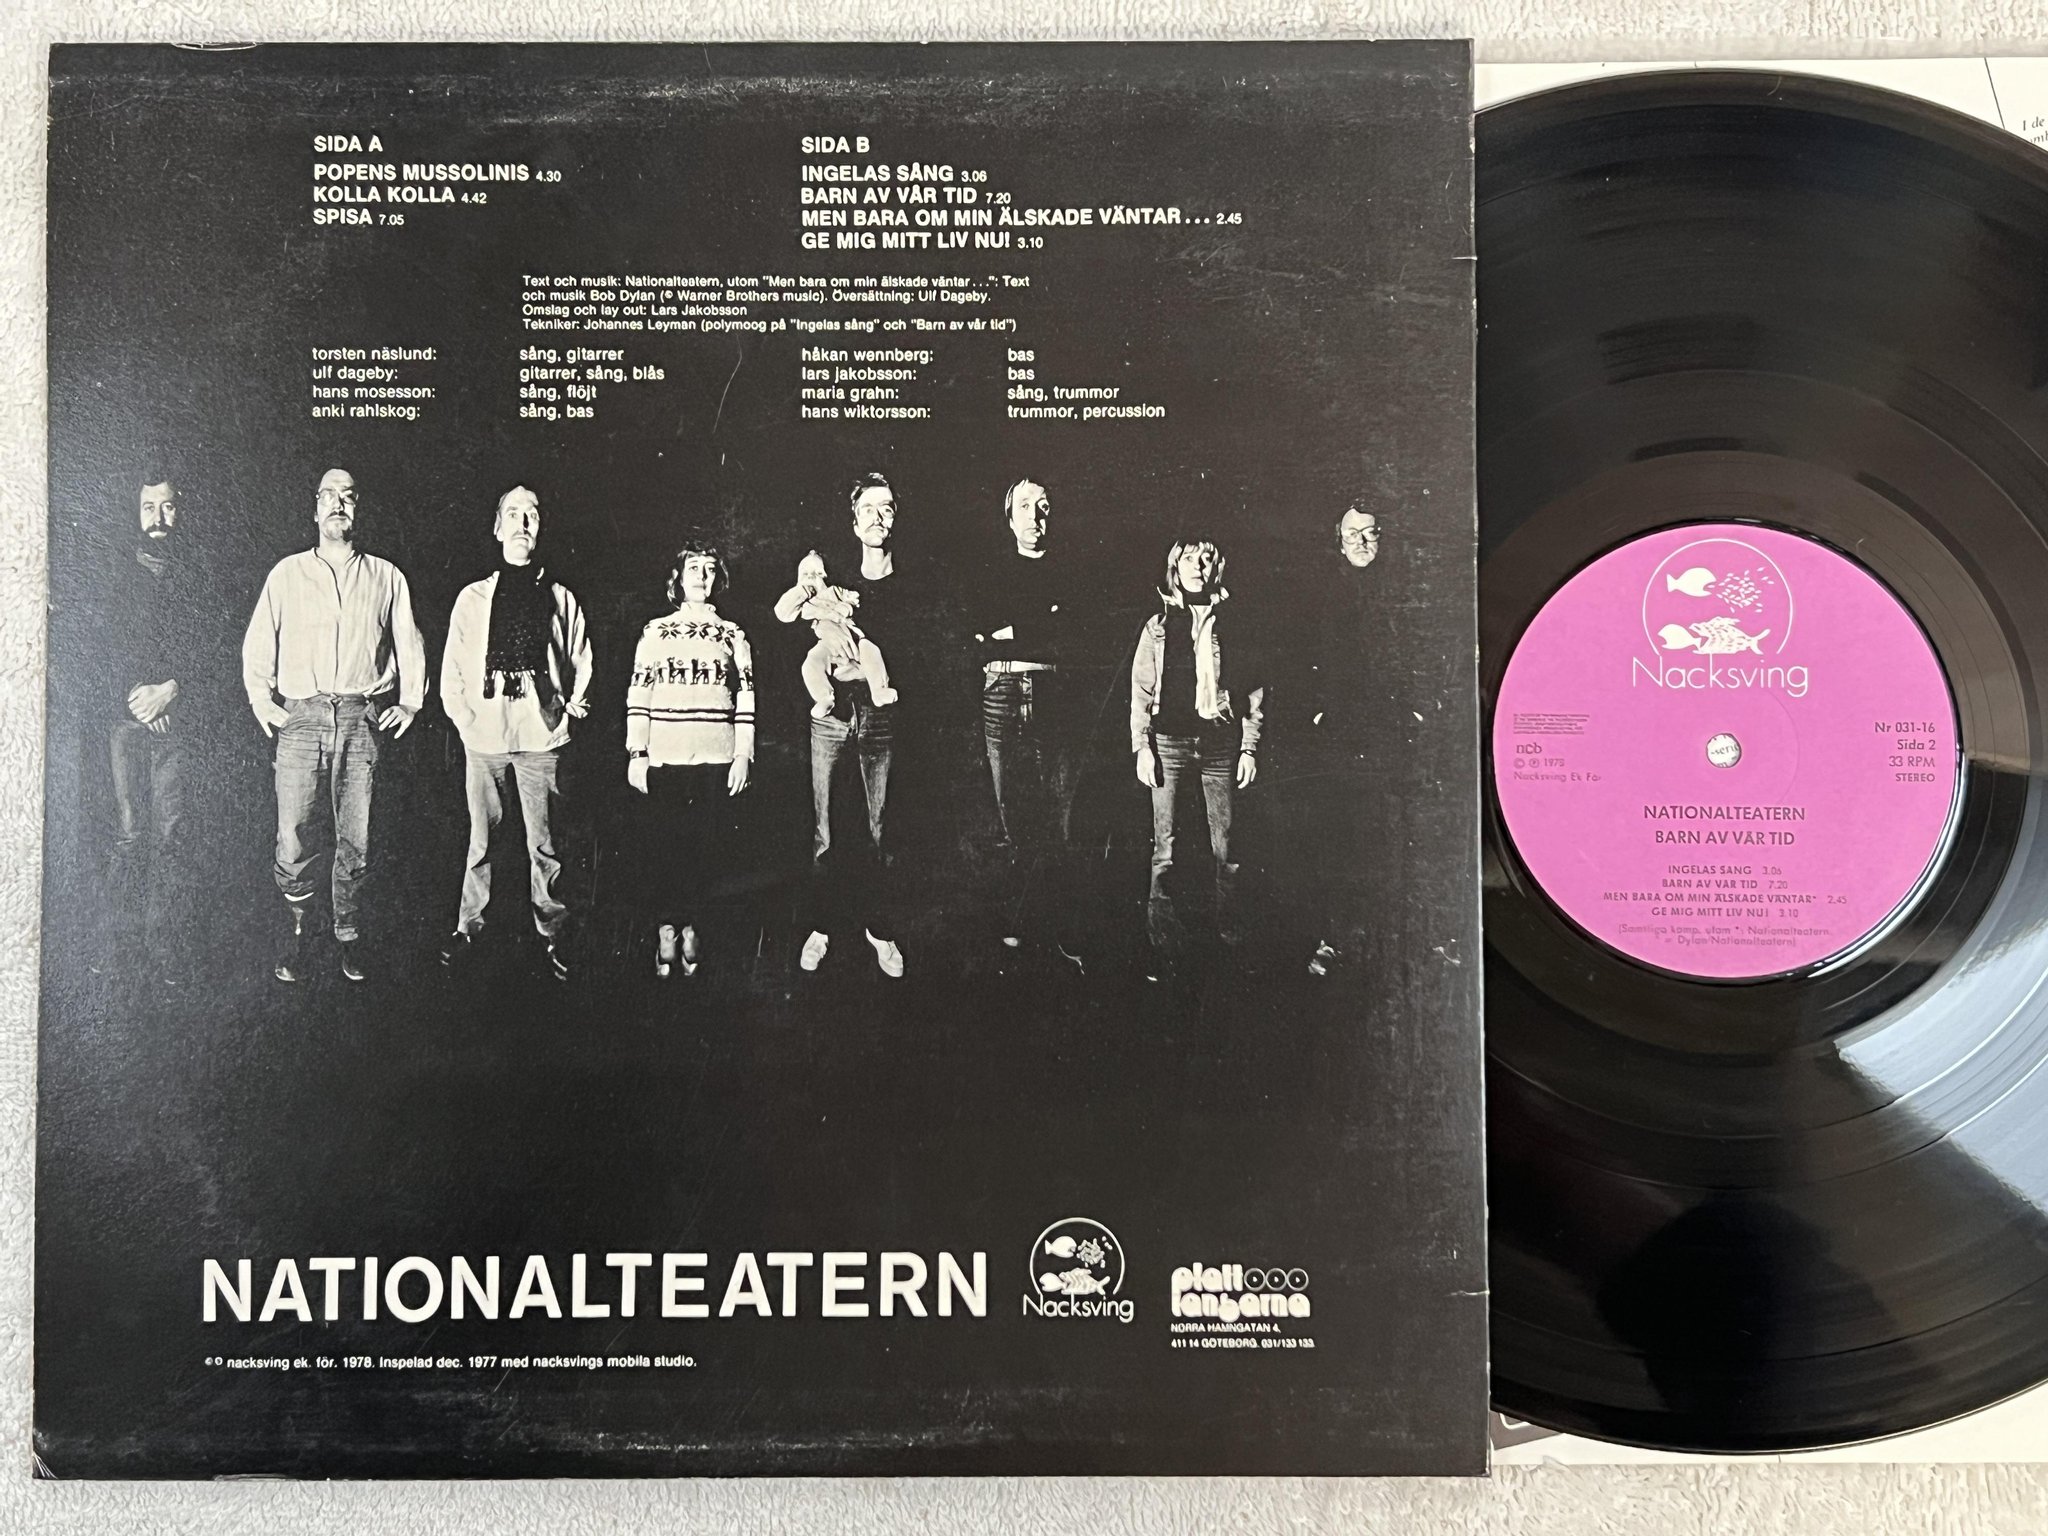 SIDA A
POPENS MUSSOLINIS 4.30
KOLLA KOLLA 4.42
SPISA 7.05
SIDA B
INGELAS SÅNG 3.06
BARN AV VÅR TID 7.20
MEN BARA OM MIN ÄLSKADE VÄNTAR... 2.45
GE MIG MITT LIV NU! 3.10
Text och musik: Nationalteatern, utom "Men bara om min älskade väntar...": Text
och musik Bob Dylan (© Warner Brothers music). Översättning: Ulf Dageby.
Omslag och lay out: Lars Jakobsson
Tekniker: Johannes Leyman (polymoog på "Ingelas sång" och "Barn av vår tid")
torsten näslund: sång, gitarrer
ulf dageby: gitarrer, sång, blås
hans mosesson: sång, flöjt
anki rahlskog: sång, bas
håkan wennberg: bas
lars jakobsson: bas
maria grahn: sång, trummor
hans wiktorsson: trummor, percussion
NATIONALTEATERN
Nacksving
plattlangarna
NORRA HAMNGATAN 4,
411 14 GÖTEBORG. 031/133 133
© ℗ nacksving ek. för. 1978. Inspelad dec. 1977 med nacksvings mobila studio.
I de
Nacksving
ncb
© ℗ 1978
Nacksving Ek För
Nr 031-16
Sida 2
33 RPM
STEREO
NATIONALTEATERN
BARN AV VÅR TID
INGELAS SÅNG 3.06
BARN AV VÅR TID 7.20
MEN BARA OM MIN ÄLSKADE VÄNTAR* 2.45
GE MIG MITT LIV NU! 3.10
(Samtliga komp. utom *: Nationalteatern
* = Dylan/Nationalteatern)